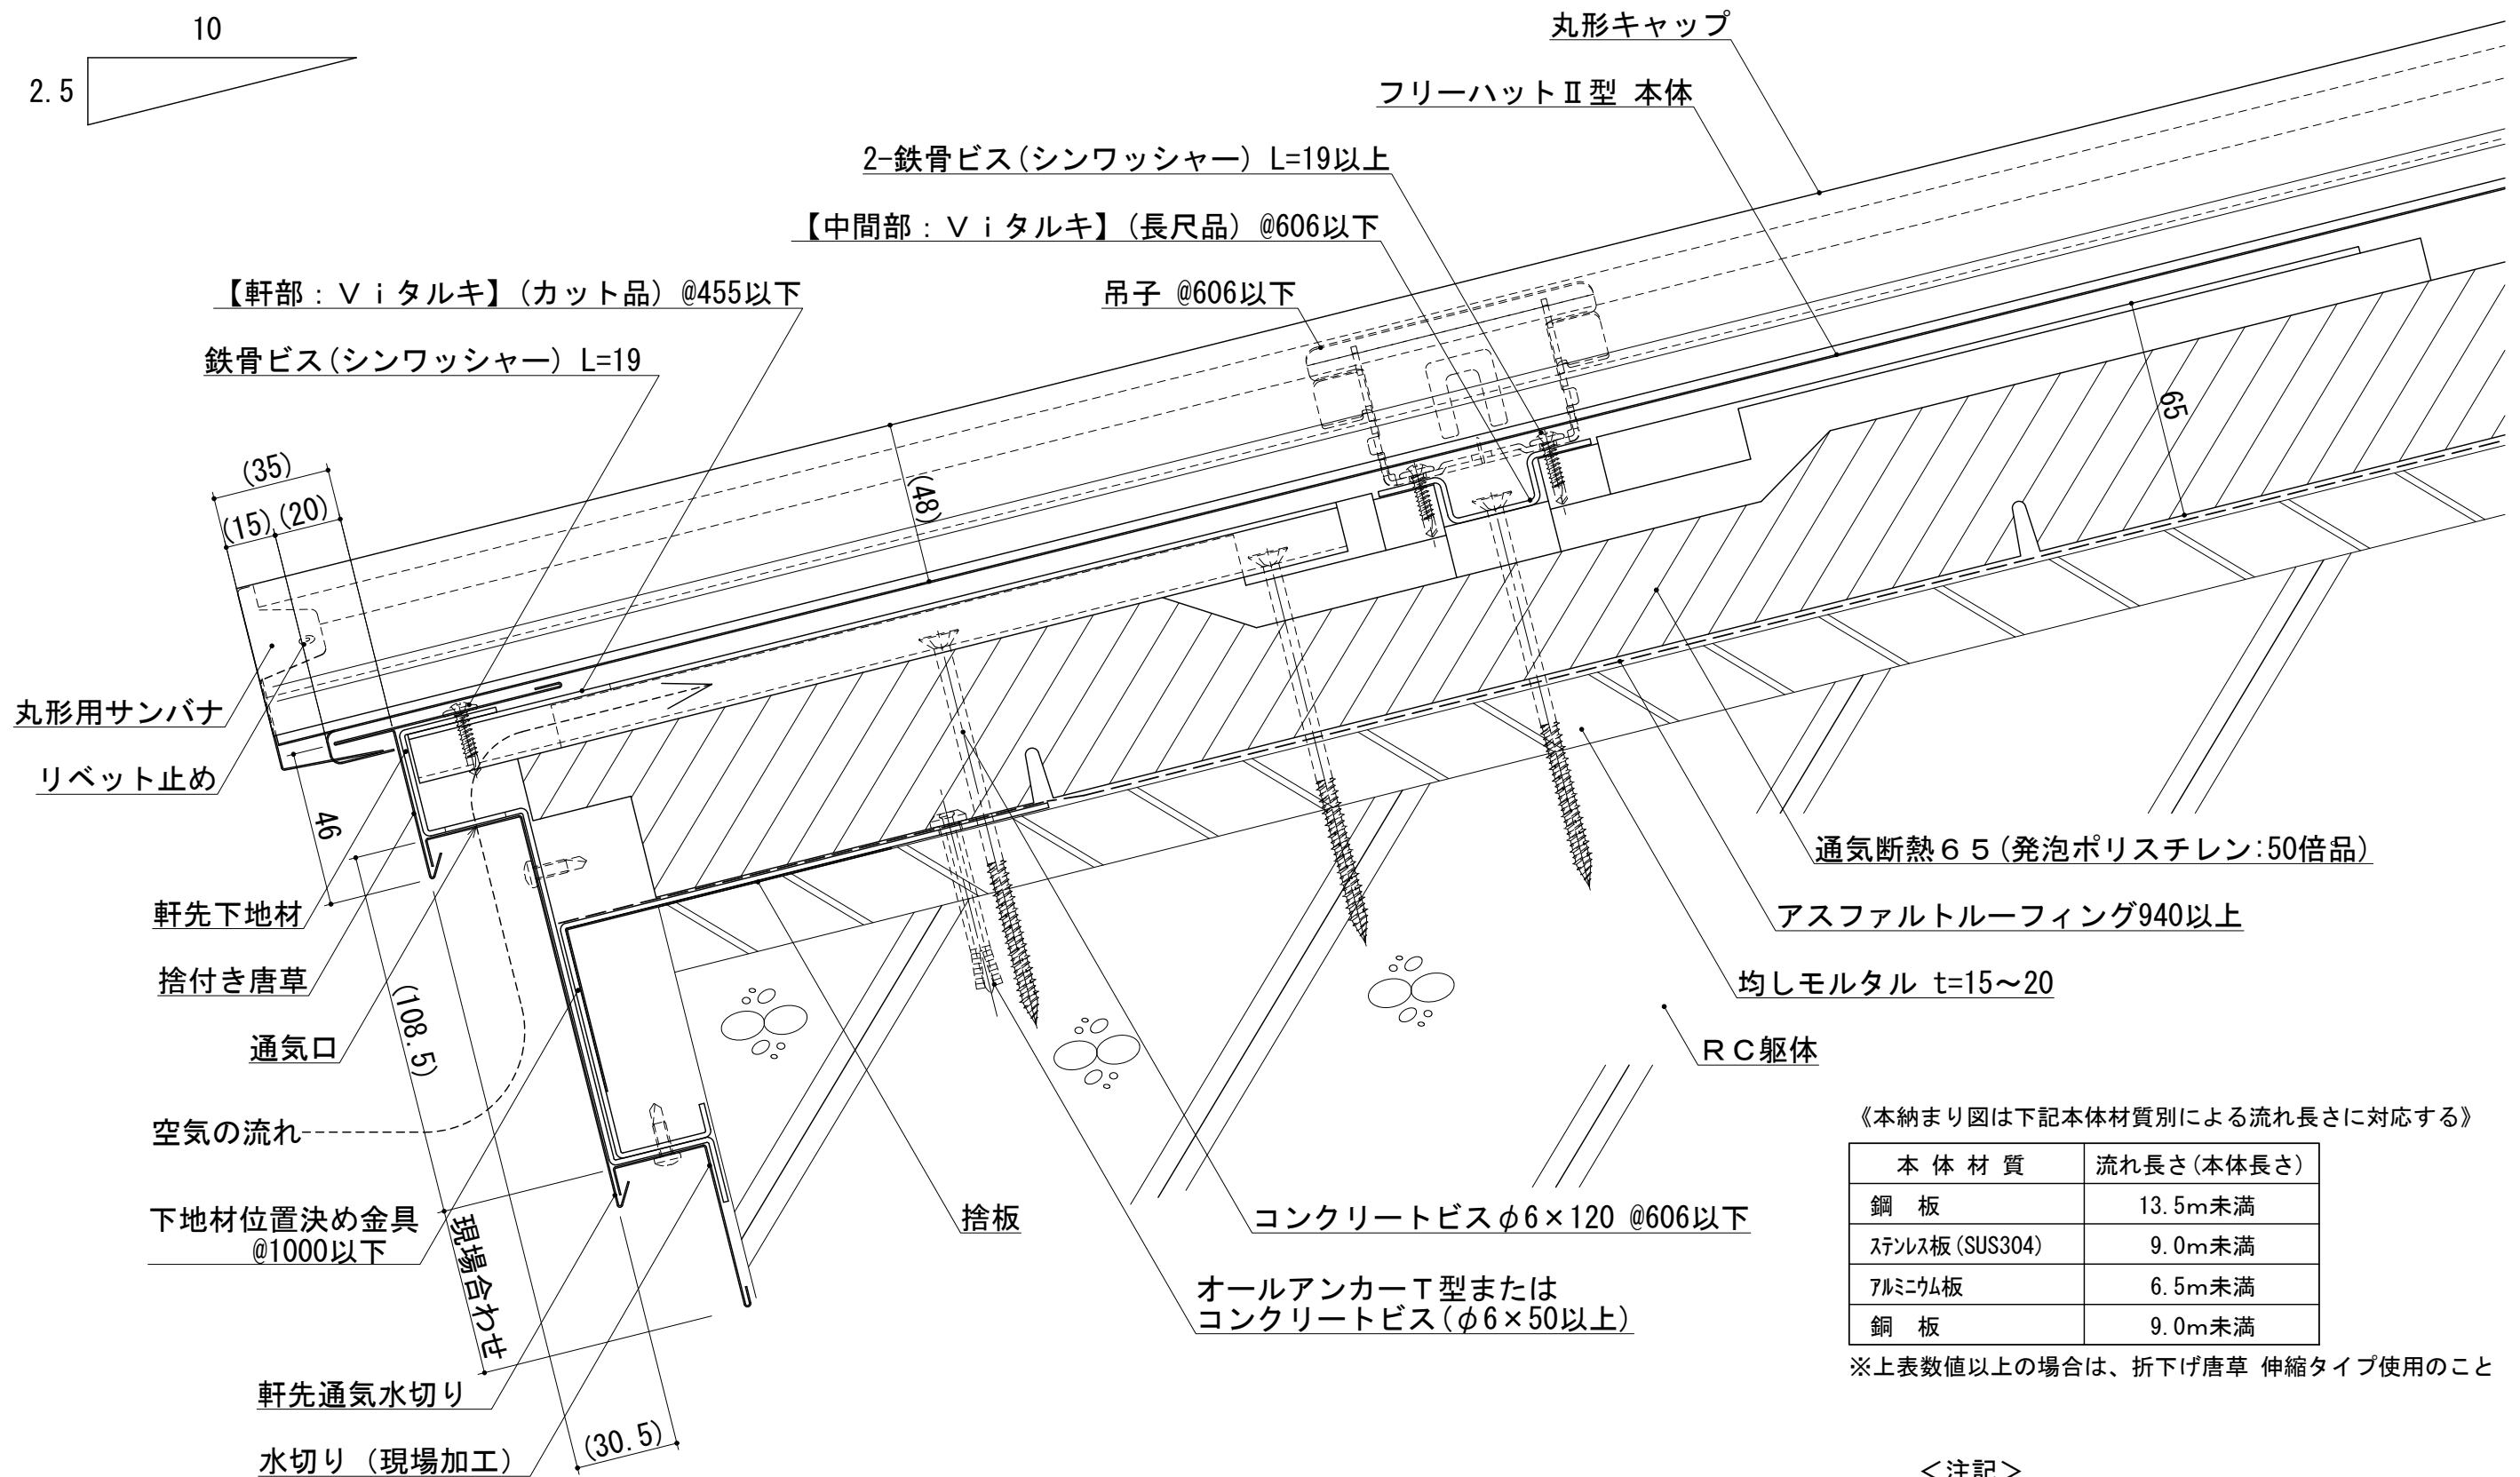 10
2.5
丸形キャップ
フリーハットⅡ型 本体
2-鉄骨ビス(シンワッシャー) L=19以上
【中間部：Ｖｉタルキ】(長尺品) @606以下
【軒部：Ｖｉタルキ】(カット品) @455以下
吊子 @606以下
鉄骨ビス(シンワッシャー) L=19
(35)
(15)
(20)
(48)
65
丸形用サンバナ
リベット止め
46
軒先下地材
捨付き唐草
通気口
(108.5)
空気の流れ
下地材位置決め金具
@1000以下
現場合わせ
軒先通気水切り
水切り（現場加工）
(30.5)
通気断熱６５(発泡ポリスチレン:50倍品)
アスファルトルーフィング940以上
均しモルタル t=15～20
ＲＣ躯体
捨板
コンクリートビスφ6×120 @606以下
オールアンカーＴ型または
コンクリートビス(φ6×50以上)
《本納まり図は下記本体材質別による流れ長さに対応する》
本体材質 流れ長さ(本体長さ)
鋼　板 13.5ｍ未満
ステンレス板(SUS304) 9.0ｍ未満
アルミニウム板 6.5ｍ未満
銅　板 9.0ｍ未満
※上表数値以上の場合は、折下げ唐草 伸縮タイプ使用のこと
＜注記＞